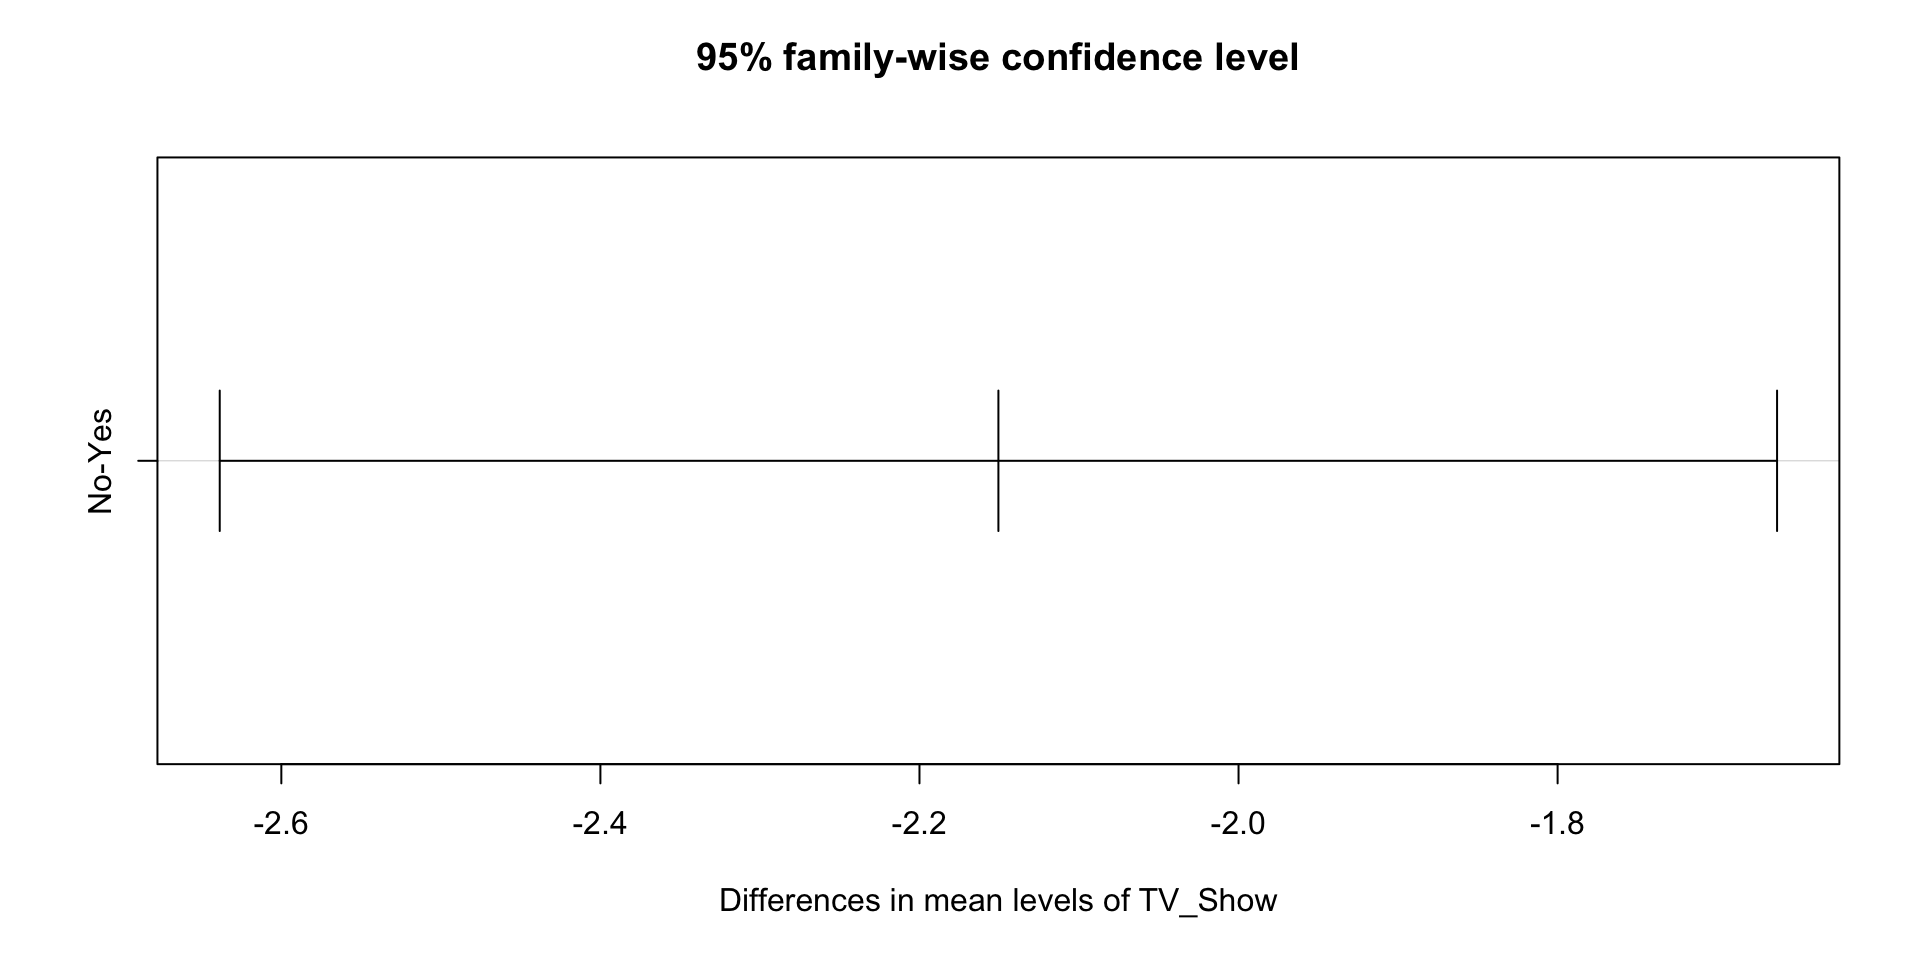 95% family-wise confidence level
No-Yes
-2.6 -2.4 -2.2 -2.0 -1.8
Differences in mean levels of TV_Show